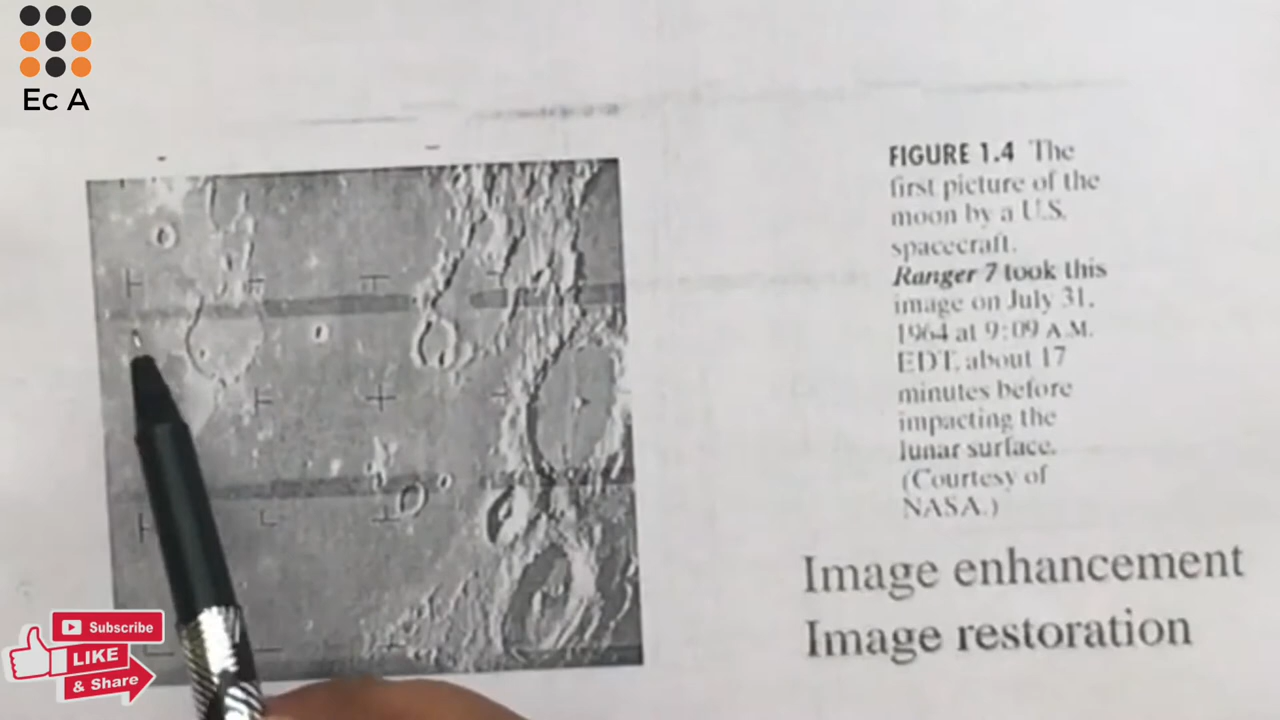 Ec A
FIGURE 1.4 The
first picture of the
moon by a U.S.
spacecraft.
Ranger 7 took this
image on July 31,
1964 at 9:09 A.M.
EDT, about 17
minutes before
impacting the
lunar surface.
(Courtesy of
NASA.)
Image enhancement
Image restoration
Subscribe
LIKE
& Share